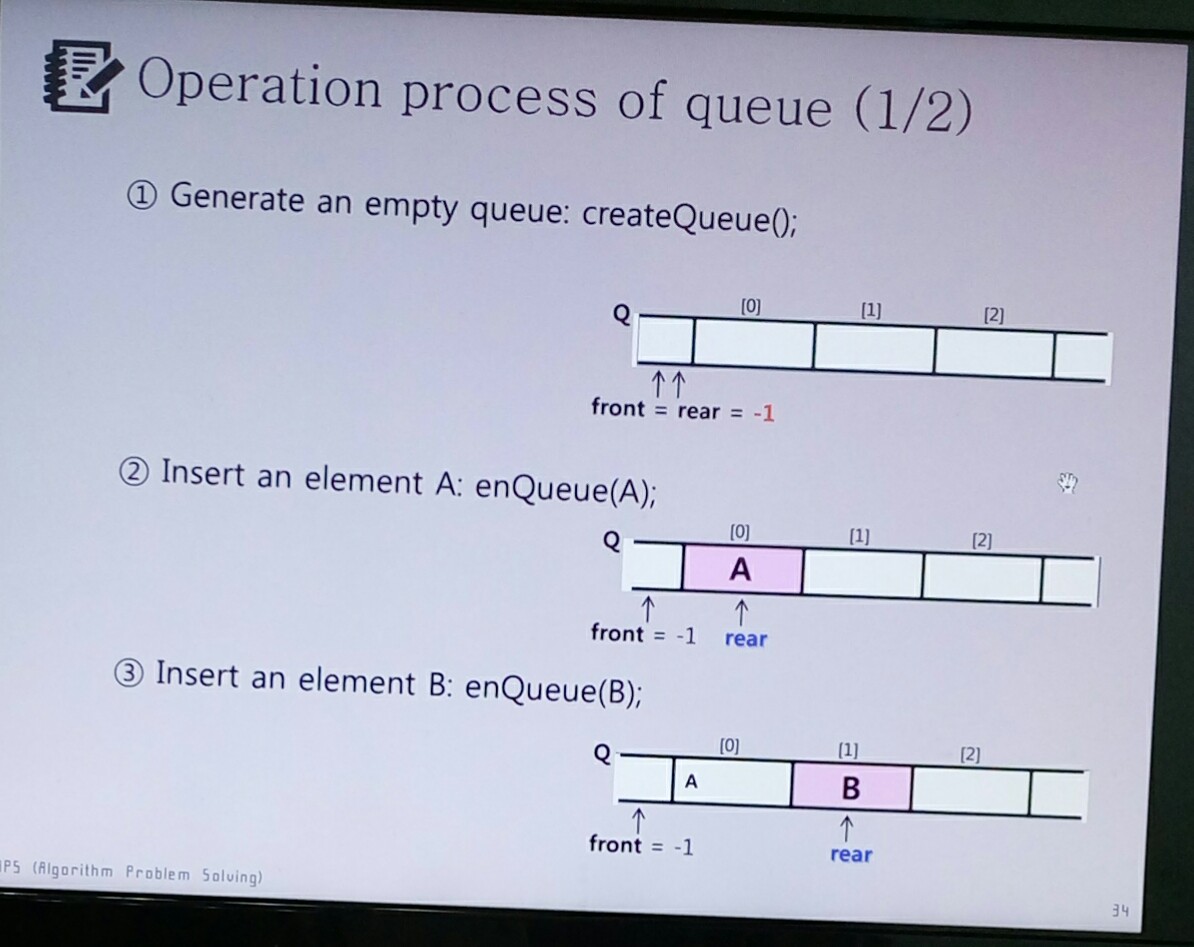 Operation process of queue (1/2)
① Generate an empty queue: createQueue();
Q [0] [1] [2]
front = rear = -1
② Insert an element A: enQueue(A);
Q [0] [1] [2]
A
front = -1 rear
③ Insert an element B: enQueue(B);
Q [0] [1] [2]
A B
front = -1 rear
(Algorithm Problem Solving)
34